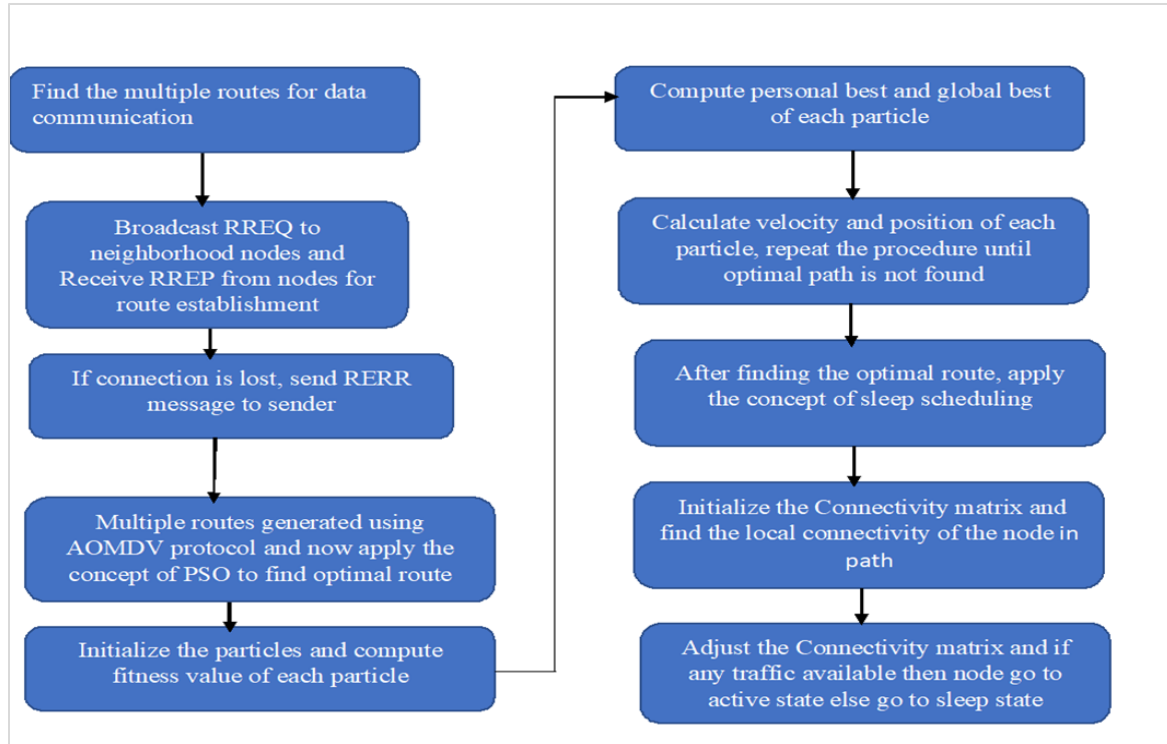 Find the multiple routes for data
communication
Broadcast RREQ to
neighborhood nodes and
Receive RREP from nodes for
route establishment
If connection is lost, send RERR
message to sender
Multiple routes generated using
AOMDV protocol and now apply the
concept of PSO to find optimal route
Initialize the particles and compute
fitness value of each particle
Compute personal best and global best
of each particle
Calculate velocity and position of each
particle, repeat the procedure until
optimal path is not found
After finding the optimal route, apply
the concept of sleep scheduling
Initialize the Connectivity matrix and
find the local connectivity of the node in
path
Adjust the Connectivity matrix and if
any traffic available then node go to
active state else go to sleep state